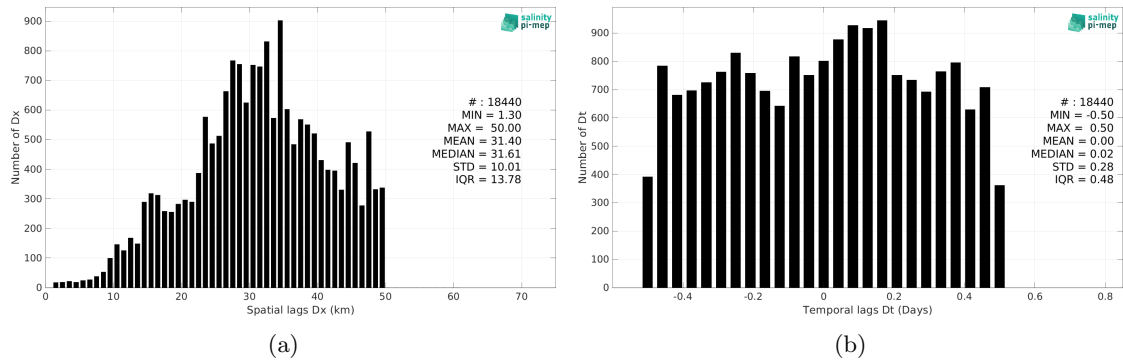 900
800
700
600
500
400
300
200
100
0
Number of Dx
0 10 20 30 40 50 60 70
Spatial lags Dx (km)
salinity
pi-mep
# : 18440
MIN = 1.30
MAX = 50.00
MEAN = 31.40
MEDIAN = 31.61
STD = 10.01
IQR = 13.78
(a)
900
800
700
600
500
400
300
200
100
0
Number of Dt
-0.4 -0.2 0 0.2 0.4 0.6 0.8
Temporal lags Dt (Days)
salinity
pi-mep
# : 18440
MIN = -0.50
MAX = 0.50
MEAN = 0.00
MEDIAN = 0.02
STD = 0.28
IQR = 0.48
(b)